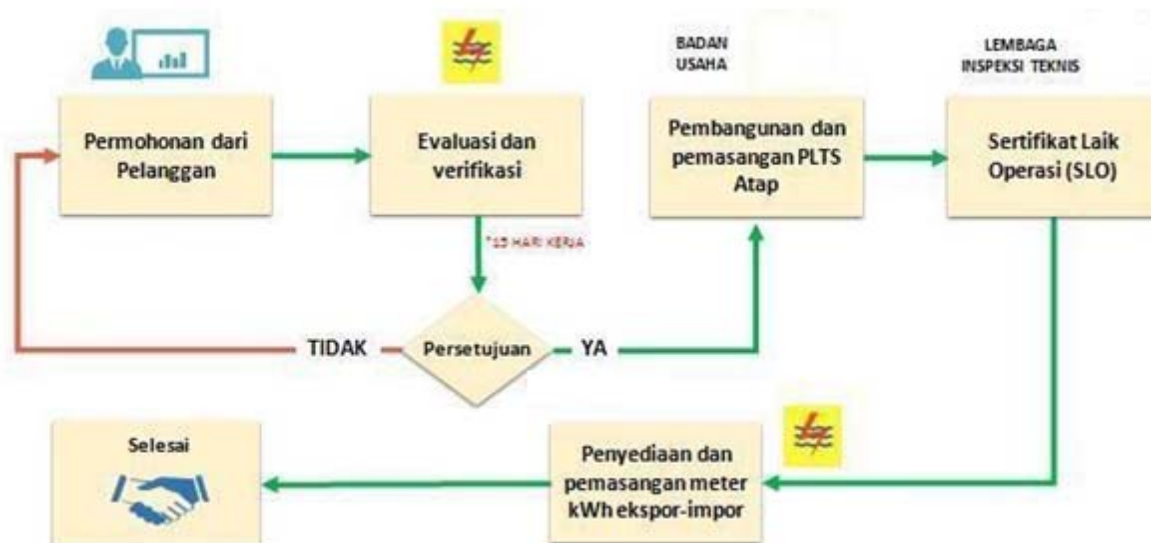 BADAN
USAHA
LEMBAGA
INSPEKSI TEKNIS
Permohonan dari
Pelanggan
Evaluasi dan
verifikasi
Pembangunan dan
pemasangan PLTS
Atap
Sertifikat Laik
Operasi (SLO)
*15 HARI KERJA
TIDAK
Persetujuan
YA
Selesai
Penyediaan dan
pemasangan meter
kWh ekspor-impor